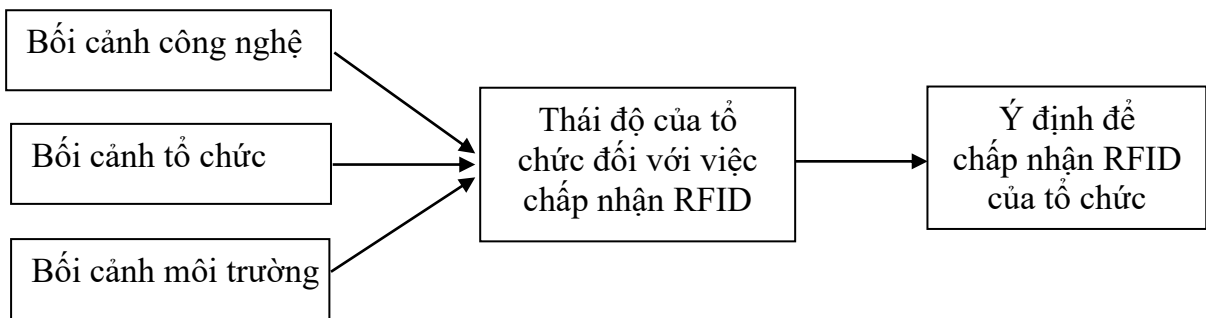 Bối cảnh công nghệ
Bối cảnh tổ chức
Bối cảnh môi trường
Thái độ của tổ
chức đối với việc
chấp nhận RFID
Ý định để
chấp nhận RFID
của tổ chức